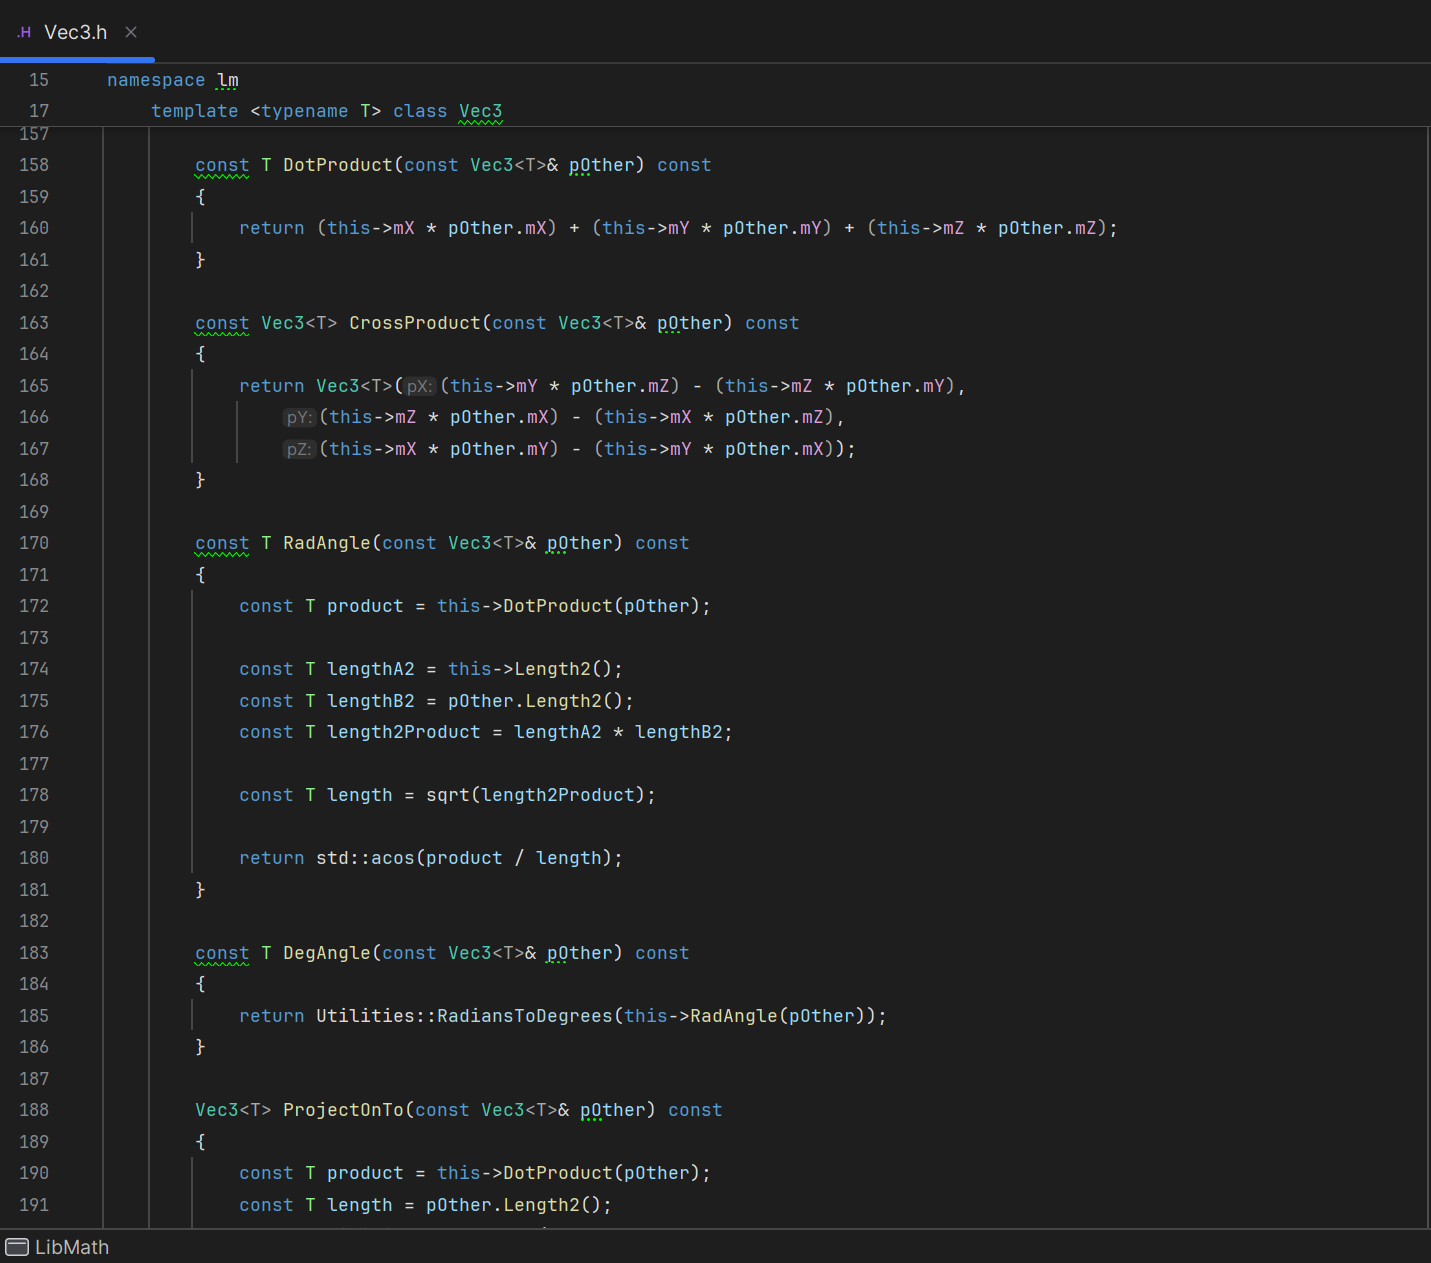 .H Vec3.h ×
15 namespace lm
17 template <typename T> class Vec3
157
158 const T DotProduct(const Vec3<T>& pOther) const
159 {
160 return (this->mX * pOther.mX) + (this->mY * pOther.mY) + (this->mZ * pOther.mZ);
161 }
162
163 const Vec3<T> CrossProduct(const Vec3<T>& pOther) const
164 {
165 return Vec3<T>(pX:(this->mY * pOther.mZ) - (this->mZ * pOther.mY),
166 pY:(this->mZ * pOther.mX) - (this->mX * pOther.mZ),
167 pZ:(this->mX * pOther.mY) - (this->mY * pOther.mX));
168 }
169
170 const T RadAngle(const Vec3<T>& pOther) const
171 {
172 const T product = this->DotProduct(pOther);
173
174 const T lengthA2 = this->Length2();
175 const T lengthB2 = pOther.Length2();
176 const T length2Product = lengthA2 * lengthB2;
177
178 const T length = sqrt(length2Product);
179
180 return std::acos(product / length);
181 }
182
183 const T DegAngle(const Vec3<T>& pOther) const
184 {
185 return Utilities::RadiansToDegrees(this->RadAngle(pOther));
186 }
187
188 Vec3<T> ProjectOnTo(const Vec3<T>& pOther) const
189 {
190 const T product = this->DotProduct(pOther);
191 const T length = pOther.Length2();
LibMath